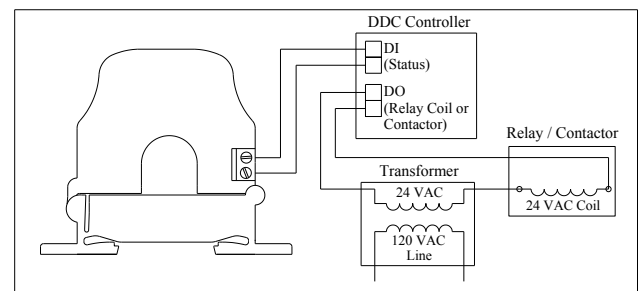 DDC Controller
DI
(Status)
DO
(Relay Coil or
Contactor)
Relay / Contactor
Transformer
24 VAC
24 VAC Coil
120 VAC
Line